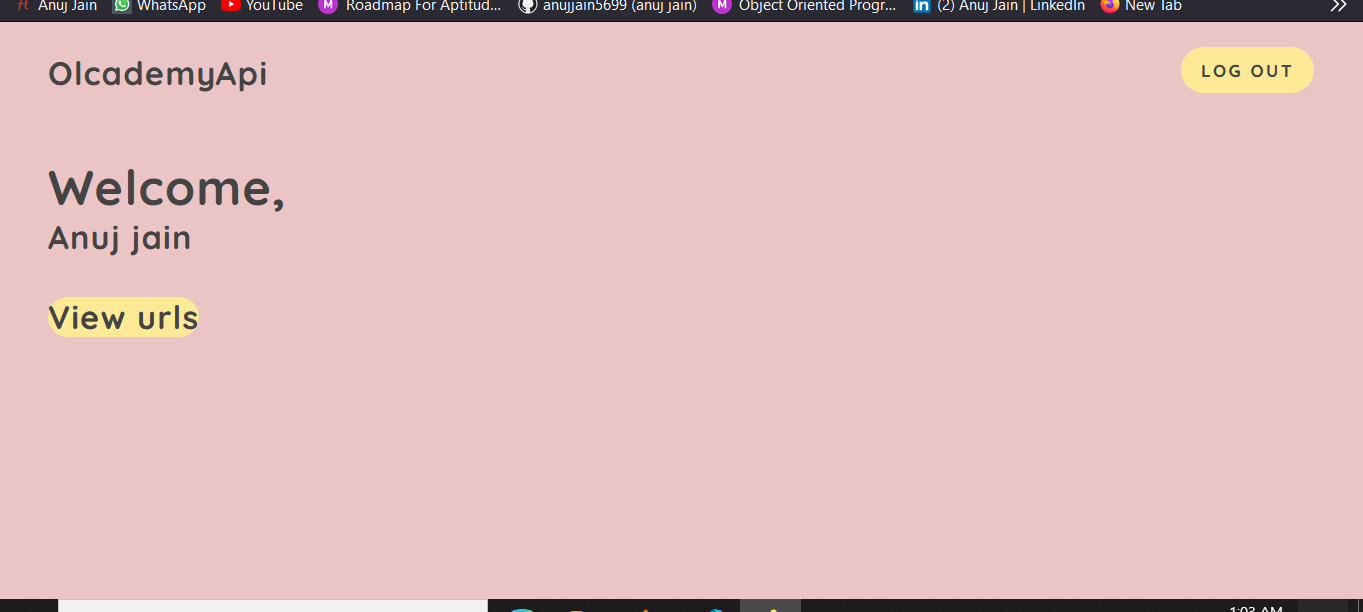 Anuj Jain WhatsApp YouTube M Roadmap For Aptitud... anujjain5699 (anuj jain) M Object Oriented Progr... in (2) Anuj Jain | LinkedIn New Tab
OlcademyApi LOG OUT
Welcome,
Anuj jain
View urls
1:03 AM